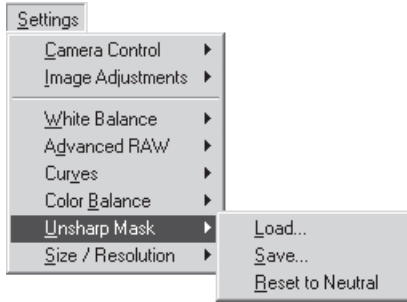 Settings
Camera Control
Image Adjustments
White Balance
Advanced RAW
Curves
Color Balance
Unsharp Mask
Size / Resolution
Load...
Save...
Reset to Neutral